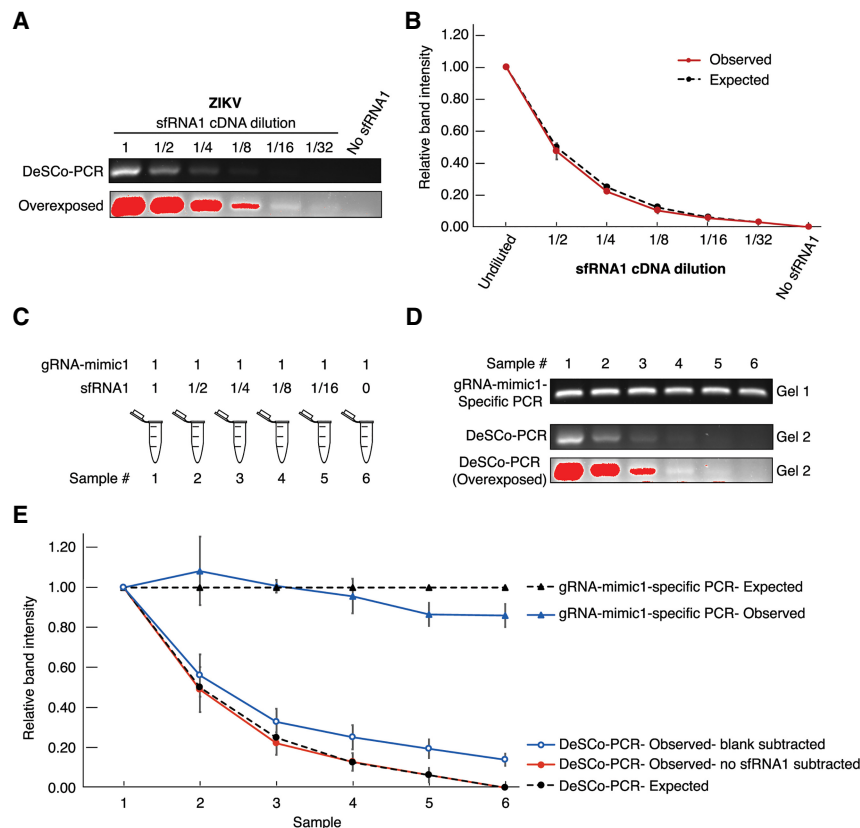 A
ZIKV
sfRNA1 cDNA dilution
No sfRNA1
1 1/2 1/4 1/8 1/16 1/32
DeSCo-PCR
Overexposed
B
1.20
1.00
0.80
0.60
0.40
0.20
0.00
Relative band intensity
Observed
Expected
Undiluted 1/2 1/4 1/8 1/16 1/32 No sfRNA1
sfRNA1 cDNA dilution
C
gRNA-mimic1 1 1 1 1 1 1
sfRNA1 1 1/2 1/4 1/8 1/16 0
Sample # 1 2 3 4 5 6
D
Sample # 1 2 3 4 5 6
gRNA-mimic1-
Specific PCR
Gel 1
DeSCo-PCR Gel 2
DeSCo-PCR
(Overexposed)
Gel 2
E
1.20
1.00
0.80
0.60
0.40
0.20
0.00
Relative band intensity
gRNA-mimic1-specific PCR- Expected
gRNA-mimic1-specific PCR- Observed
DeSCo-PCR- Observed- blank subtracted
DeSCo-PCR- Observed- no sfRNA1 subtracted
DeSCo-PCR- Expected
1 2 3 4 5 6
Sample